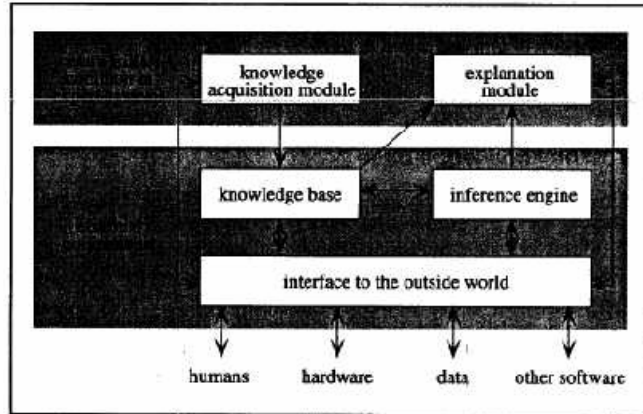 knowledge
acquisition module
explanation
module
knowledge base
inference engine
interface to the outside world
humans
hardware
data
other software